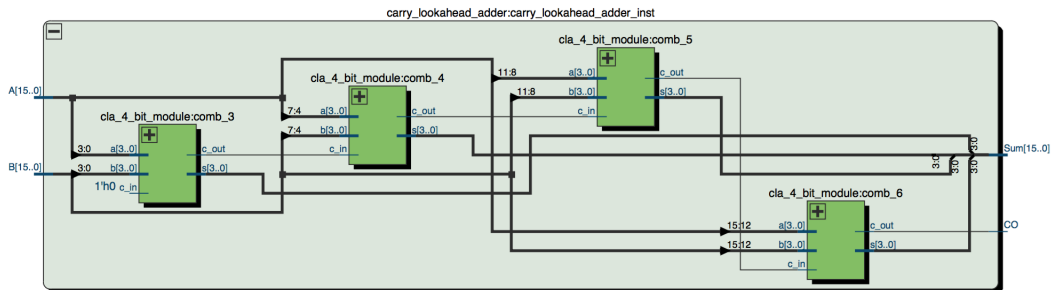 carry_lookahead_adder:carry_lookahead_adder_inst
cla_4_bit_module:comb_5
11:8 a[3..0] c_out
11:8 b[3..0] s[3..0]
c_in
cla_4_bit_module:comb_4
7:4 a[3..0] c_out
7:4 b[3..0] s[3..0]
c_in
A[15..0]
cla_4_bit_module:comb_3
3:0 a[3..0] c_out
B[15..0] 3:0 b[3..0] s[3..0]
1'h0 c_in
3:0
3:0
3:0
3:0
Sum[15..0]
cla_4_bit_module:comb_6
15:12 a[3..0] c_out CO
15:12 b[3..0] s[3..0]
c_in